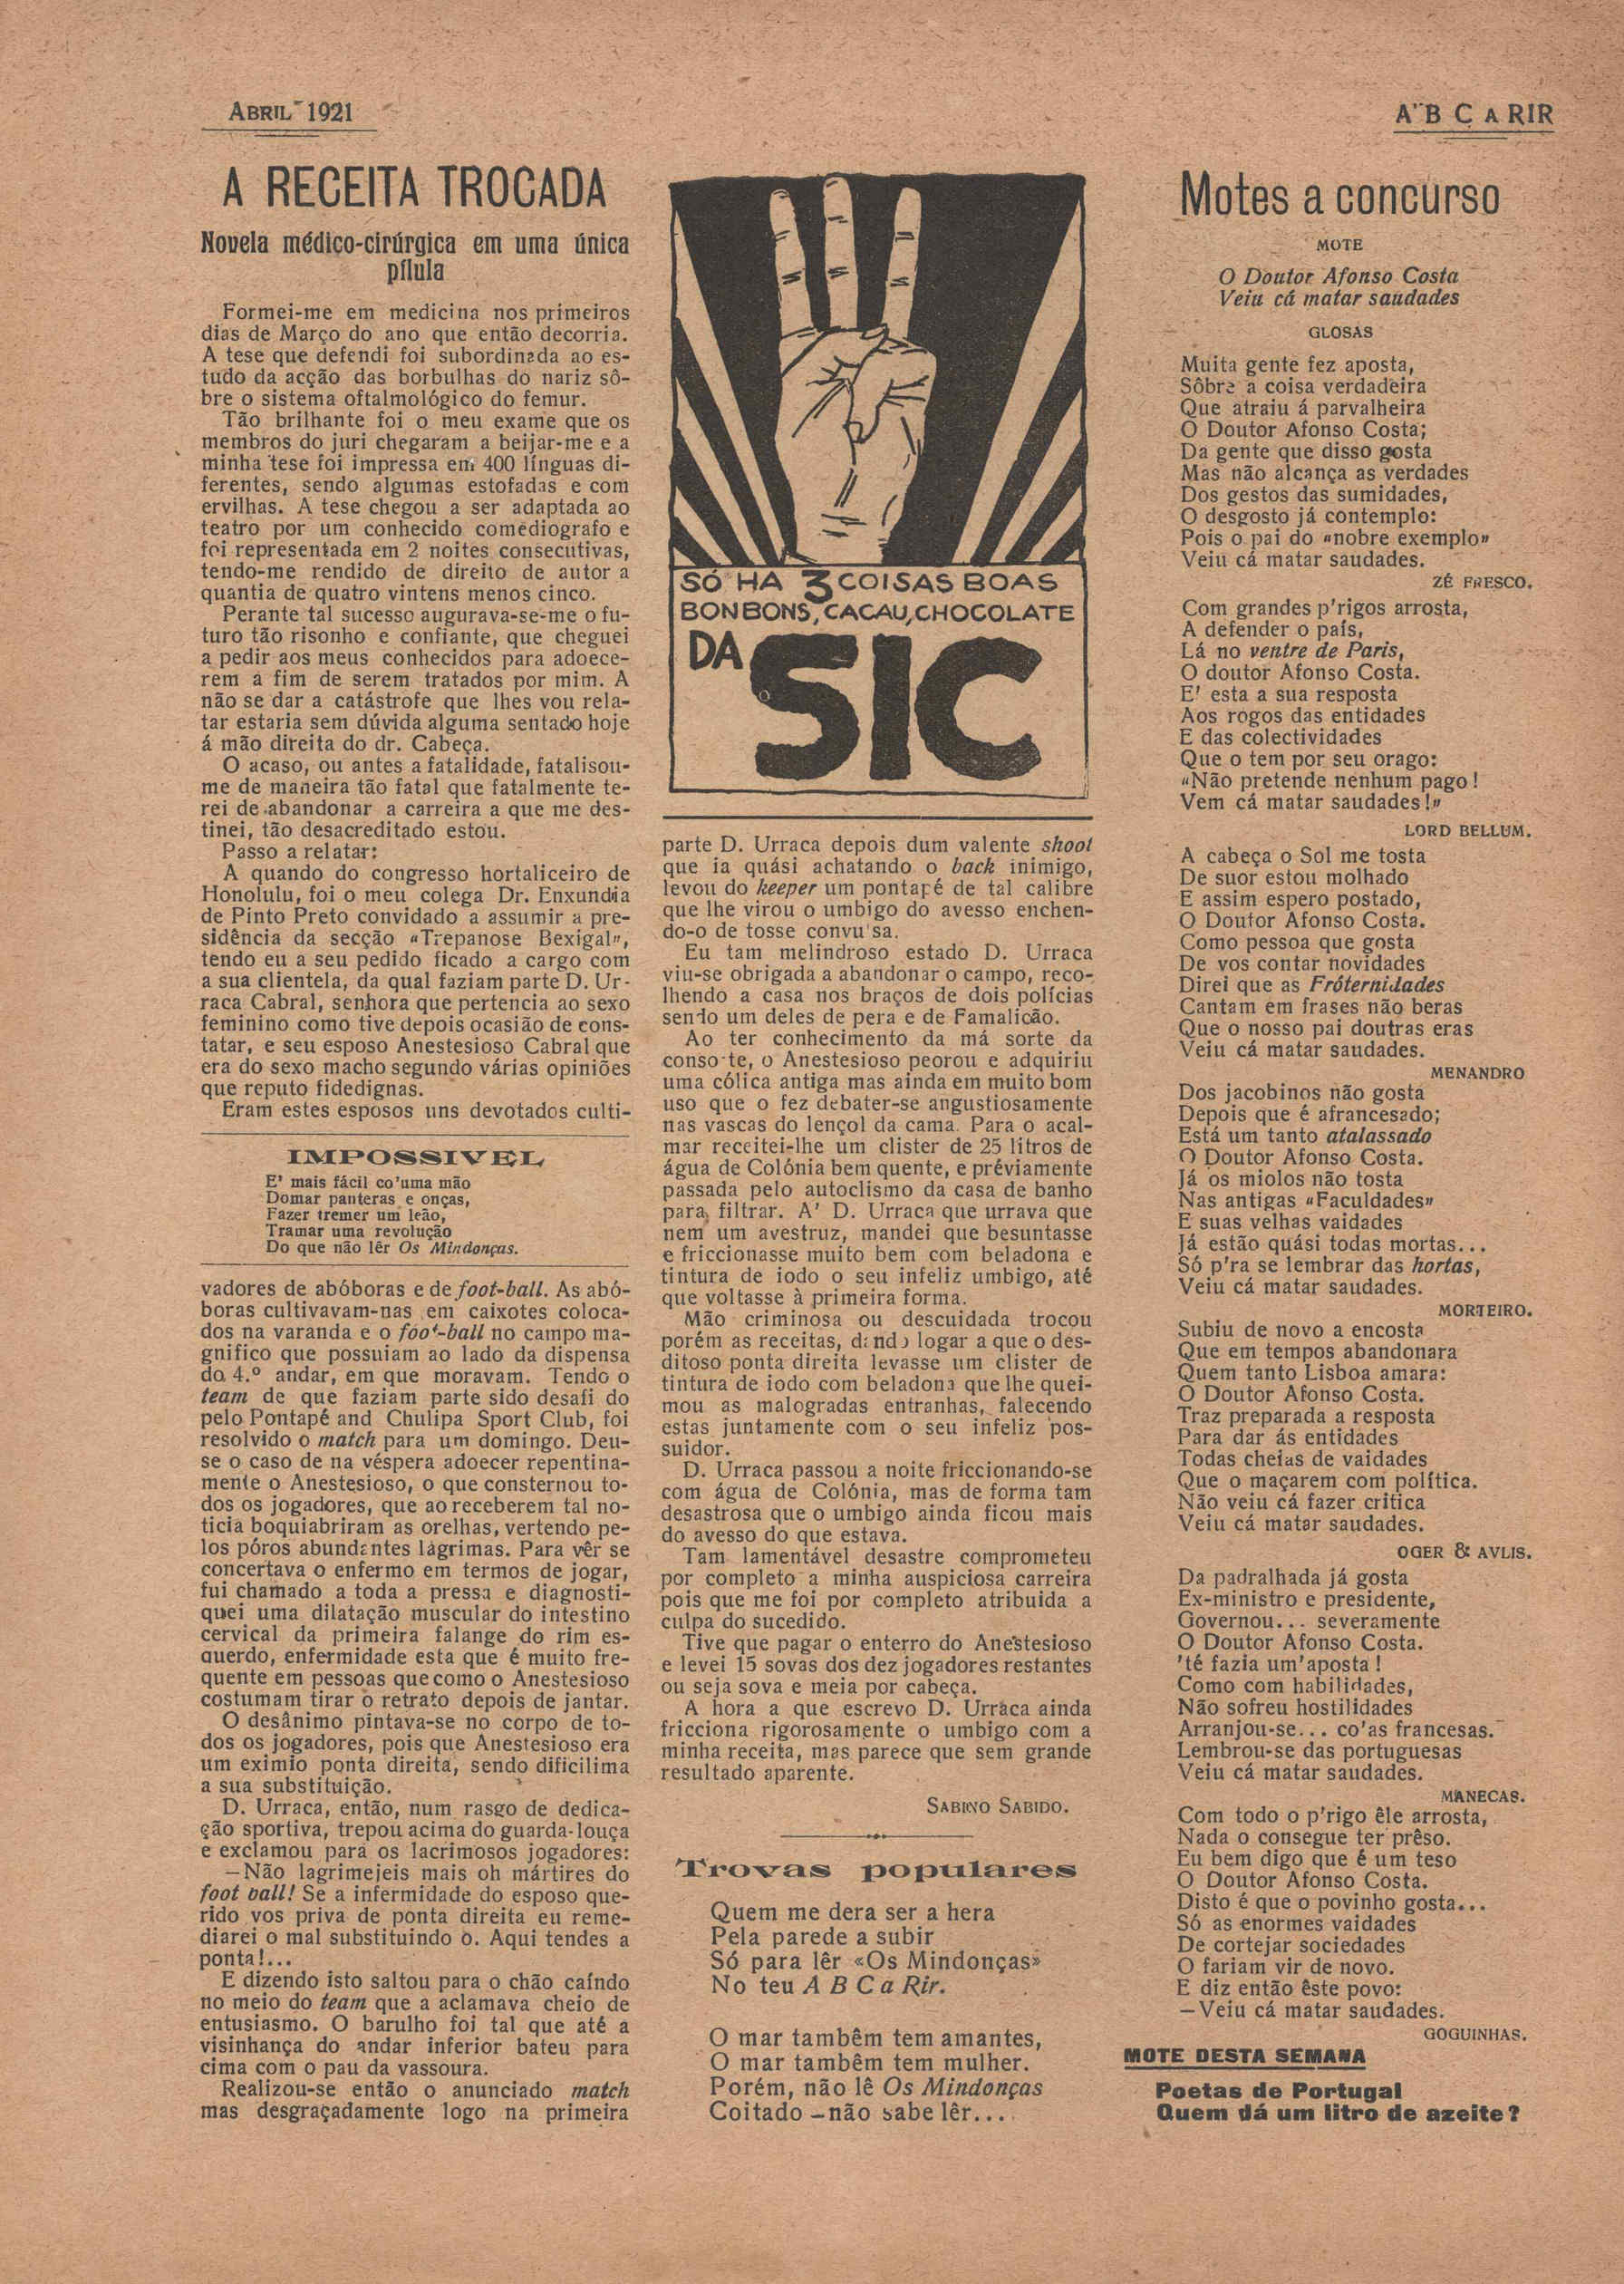 ABRIL 1921
A B C A RIR
A RECEITA TROCADA
Novela médico-cirúrgica em uma única
pílula
Formei-me em medicina nos primeiros
dias de Março do ano que então decorria.
A tese que defendi foi subordinada ao es-
tudo da acção das borbulhas do nariz sô-
bre o sistema oftalmológico do femur.
Tão brilhante foi o meu exame que os
membros do juri chegaram a beijar-me e a
minha tese foi impressa em 400 línguas di-
ferentes, sendo algumas estofadas e com
ervilhas. A tese chegou a ser adaptada ao
teatro por um conhecido comediografo e
foi representada em 2 noites consecutivas,
tendo-me rendido de direito de autor a
quantia de quatro vintens menos cinco.
Perante tal sucesso augurava-se-me o fu-
turo tão risonho e confiante, que cheguei
a pedir aos meus conhecidos para adoece-
rem a fim de serem tratados por mim. A
não se dar a catástrofe que lhes vou rela-
tar estaria sem dúvida alguma sentado hoje
á mão direita do dr. Cabeça.
O acaso, ou antes a fatalidade, fatalisou-
me de maneira tão fatal que fatalmente te-
rei de abandonar a carreira a que me des-
tinei, tão desacreditado estou.
Passo a relatar:
A quando do congresso hortaliceiro de
Honolulu, foi o meu colega Dr. Enxundia
de Pinto Preto convidado a assumir a pre-
sidência da secção «Trepanose Bexigal»,
tendo eu a seu pedido ficado a cargo com
a sua clientela, da qual faziam parte D. Ur-
raca Cabral, senhora que pertencia ao sexo
feminino como tive depois ocasião de cons-
tatar, e seu esposo Anestesioso Cabral que
era do sexo macho segundo várias opiniões
que reputo fidedignas.
Eram estes esposos uns devotados culti-
IMPOSSIVEL
E' mais fácil co'uma mão
Domar panteras e onças,
Fazer tremer um leão,
Tramar uma revolução
Do que não lêr Os Mindonças.
vadores de abóboras e de foot-ball. As abó-
boras cultivavam-nas em caixotes coloca-
dos na varanda e o foot-ball no campo ma-
gnifico que possuiam ao lado da dispensa
do 4.º andar, em que moravam. Tendo o
team de que faziam parte sido desafi do
pelo Pontapé and Chulipa Sport Club, foi
resolvido o match para um domingo. Deu-
se o caso de na véspera adoecer repentina-
mente o Anestesioso, o que consternou to-
dos os jogadores, que ao receberem tal no-
ticia boquiabriram as orelhas, vertendo pe-
los póros abundantes lágrimas. Para vêr se
concertava o enfermo em termos de jogar,
fui chamado a toda a pressa e diagnosti-
quei uma dilatação muscular do intestino
cervical da primeira falange do rim es-
querdo, enfermidade esta que é muito fre-
quente em pessoas que como o Anestesioso
costumam tirar o retrato depois de jantar.
O desânimo pintava-se no corpo de to-
dos os jogadores, pois que Anestesioso era
um eximio ponta direita, sendo dificilima
a sua substituição.
D. Urraca, então, num rasgo de dedica-
ção sportiva, trepou acima do guarda-louça
e exclamou para os lacrimosos jogadores:
—Não lagrimejeis mais oh mártires do
foot ball! Se a infermidade do esposo que-
rido vos priva de ponta direita eu reme-
diarei o mal substituindo o. Aqui tendes a
ponta!...
E dizendo isto saltou para o chão caíndo
no meio do team que a aclamava cheio de
entusiasmo. O barulho foi tal que até a
visinhança do andar inferior bateu para
cima com o pau da vassoura.
Realizou-se então o anunciado match
mas desgraçadamente logo na primeira
SÓ HA 3 COISAS BOAS
BONBONS, CACAU, CHOCOLATE
DA SIC
parte D. Urraca depois dum valente shoot
que ia quási achatando o back inimigo,
levou do keeper um pontapé de tal calibre
que lhe virou o umbigo do avesso enchen-
do-o de tosse convu'sa.
Eu tam melindroso estado D. Urraca
viu-se obrigada a abandonar o campo, reco-
lhendo a casa nos braços de dois polícias
sendo um deles de pera e de Famalicão.
Ao ter conhecimento da má sorte da
conso te, o Anestesioso peorou e adquiriu
uma cólica antiga mas ainda em muito bom
uso que o fez debater-se angustiosamente
nas vascas do lençol da cama. Para o acal-
mar receitei-lhe um clister de 25 litros de
água de Colónia bem quente, e préviamente
passada pelo autoclismo da casa de banho
para filtrar. A' D. Urraca que urrava que
nem um avestruz, mandei que besuntasse
e friccionasse muito bem com beladona e
tintura de iodo o seu infeliz umbigo, até
que voltasse à primeira forma.
Mão criminosa ou descuidada trocou
porém as receitas, dando logar a que o des-
ditoso ponta direita levasse um clister de
tintura de iodo com beladona que lhe quei-
mou as malogradas entranhas, falecendo
estas juntamente com o seu infeliz pos-
suidor.
D. Urraca passou a noite friccionando-se
com água de Colónia, mas de forma tam
desastrosa que o umbigo ainda ficou mais
do avesso do que estava.
Tam lamentável desastre comprometeu
por completo a minha auspiciosa carreira
pois que me foi por completo atribuida a
culpa do sucedido.
Tive que pagar o enterro do Anestesioso
e levei 15 sovas dos dez jogadores restantes
ou seja sova e meia por cabeça.
A hora a que escrevo D. Urraca ainda
fricciona rigorosamente o umbigo com a
minha receita, mas parece que sem grande
resultado aparente.
SABINO SABIDO.
Trovas populares
Quem me dera ser a hera
Pela parede a subir
Só para lêr «Os Mindonças»
No teu A B C a Rir.
O mar tambêm tem amantes,
O mar tambêm tem mulher.
Porém, não lê Os Mindonças
Coitado —não sabe lêr...
Motes a concurso
MOTE
O Doutor Afonso Costa
Veiu cá matar saudades
GLOSAS
Muita gente fez aposta,
Sôbre a coisa verdadeira
Que atraiu á parvalheira
O Doutor Afonso Costa;
Da gente que disso gosta
Mas não alcança as verdades
Dos gestos das sumidades,
O desgosto já contemplo:
Pois o pai do «nobre exemplo»
Veiu cá matar saudades.
ZÉ FRESCO.
Com grandes p'rigos arrosta,
A defender o país,
Lá no ventre de Paris,
O doutor Afonso Costa.
E' esta a sua resposta
Aos rogos das entidades
E das colectividades
Que o tem por seu orago:
«Não pretende nenhum pago!
Vem cá matar saudades!»
LORD BELLUM.
A cabeça o Sol me tosta
De suor estou molhado
E assim espero postado,
O Doutor Afonso Costa.
Como pessoa que gosta
De vos contar novidades
Direi que as Fróternidades
Cantam em frases não beras
Que o nosso pai doutras eras
Veiu cá matar saudades.
MENANDRO
Dos jacobinos não gosta
Depois que é afrancesado;
Está um tanto atalassado
O Doutor Afonso Costa.
Já os miolos não tosta
Nas antigas «Faculdades»
E suas velhas vaidades
Já estão quási todas mortas...
Só p'ra se lembrar das hortas,
Veiu cá matar saudades.
MORTEIRO.
Subiu de novo a encosta
Que em tempos abandonara
Quem tanto Lisboa amara:
O Doutor Afonso Costa.
Traz preparada a resposta
Para dar ás entidades
Todas cheias de vaidades
Que o maçarem com política.
Não veiu cá fazer critica
Veiu cá matar saudades.
OGER & AVLIS.
Da padralhada já gosta
Ex-ministro e presidente,
Governou... severamente
O Doutor Afonso Costa.
'té fazia um'aposta!
Como com habilidades,
Não sofreu hostilidades
Arranjou-se... co'as francesas.
Lembrou-se das portuguesas
Veiu cá matar saudades.
MANECAS.
Com todo o p'rigo êle arrosta,
Nada o consegue ter prêso.
Eu bem digo que é um teso
O Doutor Afonso Costa.
Disto é que o povinho gosta...
Só as enormes vaidades
De cortejar sociedades
O fariam vir de novo.
E diz então êste povo:
—Veiu cá matar saudades.
GOGUINHAS.
MOTE DESTA SEMANA
Poetas de Portugal
Quem dá um litro de azeite?